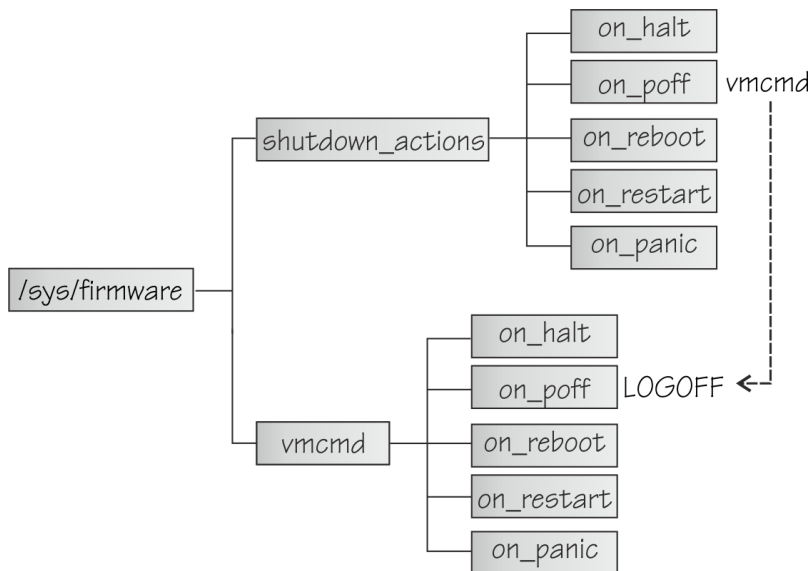 on_halt
on_poff vmcmd
shutdown_actions
on_reboot
on_restart
on_panic
/sys/firmware
on_halt
on_poff LOGOFF
vmcmd
on_reboot
on_restart
on_panic